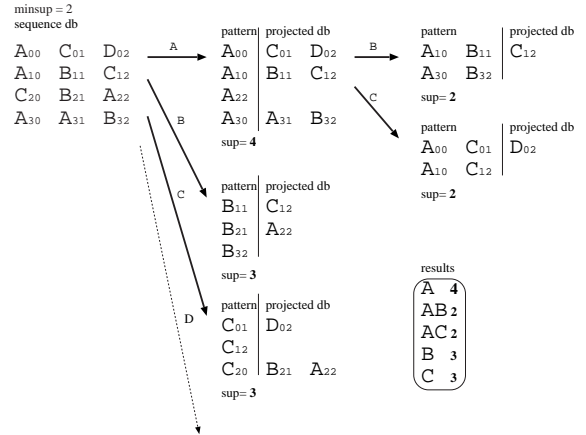 minsup = 2
sequence db
A00 C01 D02
A10 B11 C12
C20 B21 A22
A30 A31 B32
A
B
C
D
pattern projected db
A00 C01 D02
A10 B11 C12
A22
A30 A31 B32
sup= 4
B
C
pattern projected db
A10 B11 C12
A30 B32
sup= 2
pattern projected db
A00 C01 D02
A10 C12
sup= 2
pattern projected db
B11 C12
B21 A22
B32
sup= 3
pattern projected db
C01 D02
C12
C20 B21 A22
sup= 3
results
A 4
AB 2
AC 2
B 3
C 3